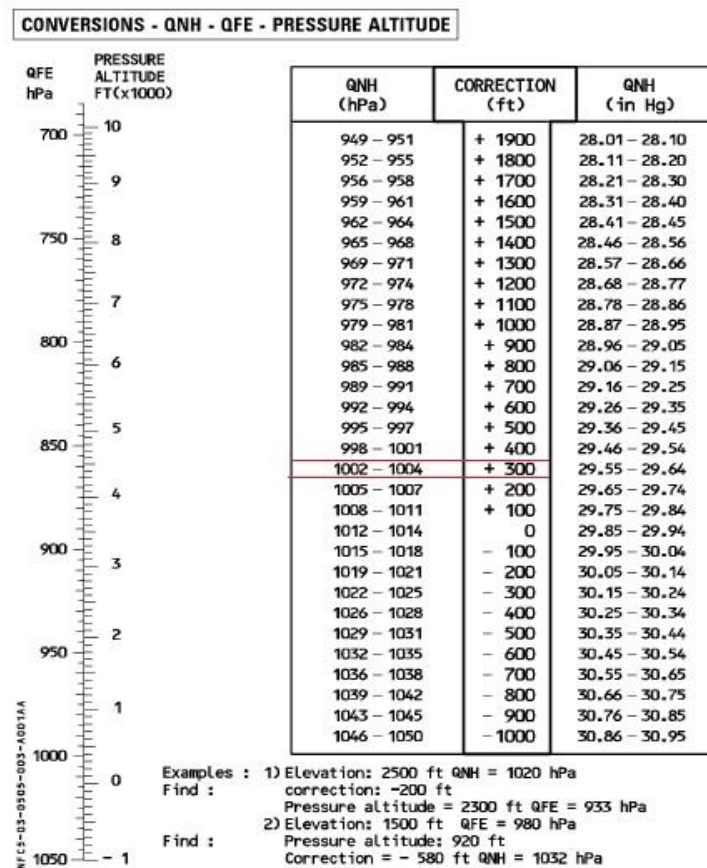 CONVERSIONS - QNH - QFE - PRESSURE ALTITUDE
QFE
hPa
PRESSURE
ALTITUDE
FT(x1000)
700
750
800
850
900
950
1000
1050
10
9
8
7
6
5
4
3
2
1
0
- 1
QNH (hPa) CORRECTION (ft) QNH (in Hg)
949 – 951 + 1900 28.01 – 28.10
952 – 955 + 1800 28.11 – 28.20
956 – 958 + 1700 28.21 – 28.30
959 – 961 + 1600 28.31 – 28.40
962 – 964 + 1500 28.41 – 28.45
965 – 968 + 1400 28.46 – 28.56
969 – 971 + 1300 28.57 – 28.66
972 – 974 + 1200 28.68 – 28.77
975 – 978 + 1100 28.78 – 28.86
979 – 981 + 1000 28.87 – 28.95
982 – 984 + 900 28.96 – 29.05
985 – 988 + 800 29.06 – 29.15
989 – 991 + 700 29.16 – 29.25
992 – 994 + 600 29.26 – 29.35
995 – 997 + 500 29.36 – 29.45
998 – 1001 + 400 29.46 – 29.54
1002 – 1004 + 300 29.55 – 29.64
1005 – 1007 + 200 29.65 – 29.74
1008 – 1011 + 100 29.75 – 29.84
1012 – 1014 0 29.85 – 29.94
1015 – 1018 – 100 29.95 – 30.04
1019 – 1021 – 200 30.05 – 30.14
1022 – 1025 – 300 30.15 – 30.24
1026 – 1028 – 400 30.25 – 30.34
1029 – 1031 – 500 30.35 – 30.44
1032 – 1035 – 600 30.45 – 30.54
1036 – 1038 – 700 30.55 – 30.65
1039 – 1042 – 800 30.66 – 30.75
1043 – 1045 – 900 30.76 – 30.85
1046 – 1050 – 1000 30.86 – 30.95
Examples : 1) Elevation: 2500 ft QNH = 1020 hPa
Find : correction: -200 ft
Pressure altitude = 2300 ft QFE = 933 hPa
2) Elevation: 1500 ft QFE = 980 hPa
Find : Pressure altitude: 920 ft
Correction = - 580 ft QNH = 1032 hPa
NFC5-03-0505-003-A001AA